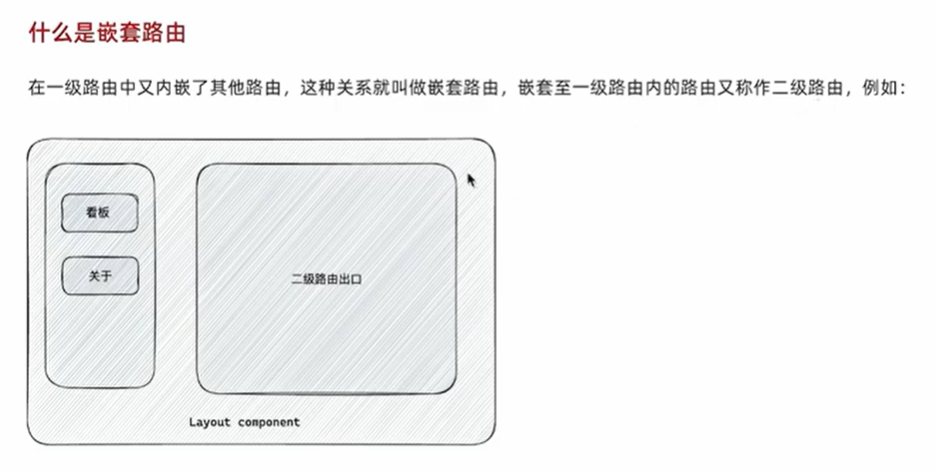 什么是嵌套路由
在一级路由中又内嵌了其他路由，这种关系就叫做嵌套路由，嵌套至一级路由内的路由又称作二级路由，例如：
看板
关于
二级路由出口
Layout component